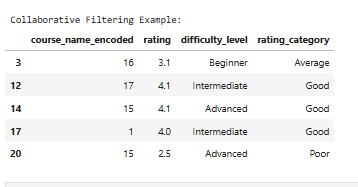 Collaborative Filtering Example:
course_name_encoded rating difficulty_level rating_category
3 16 3.1 Beginner Average
12 17 4.1 Intermediate Good
14 15 4.1 Advanced Good
17 1 4.0 Intermediate Good
20 15 2.5 Advanced Poor